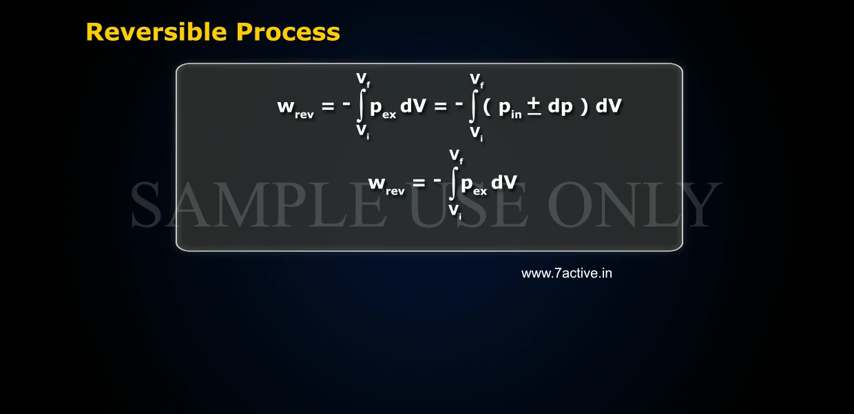 Reversible Process
w_rev = - ∫_{V_i}^{V_f} p_ex dV = - ∫_{V_i}^{V_f} ( p_in ± dp ) dV
w_rev = - ∫_{V_i}^{V_f} p_ex dV
SAMPLE USE ONLY
www.7active.in